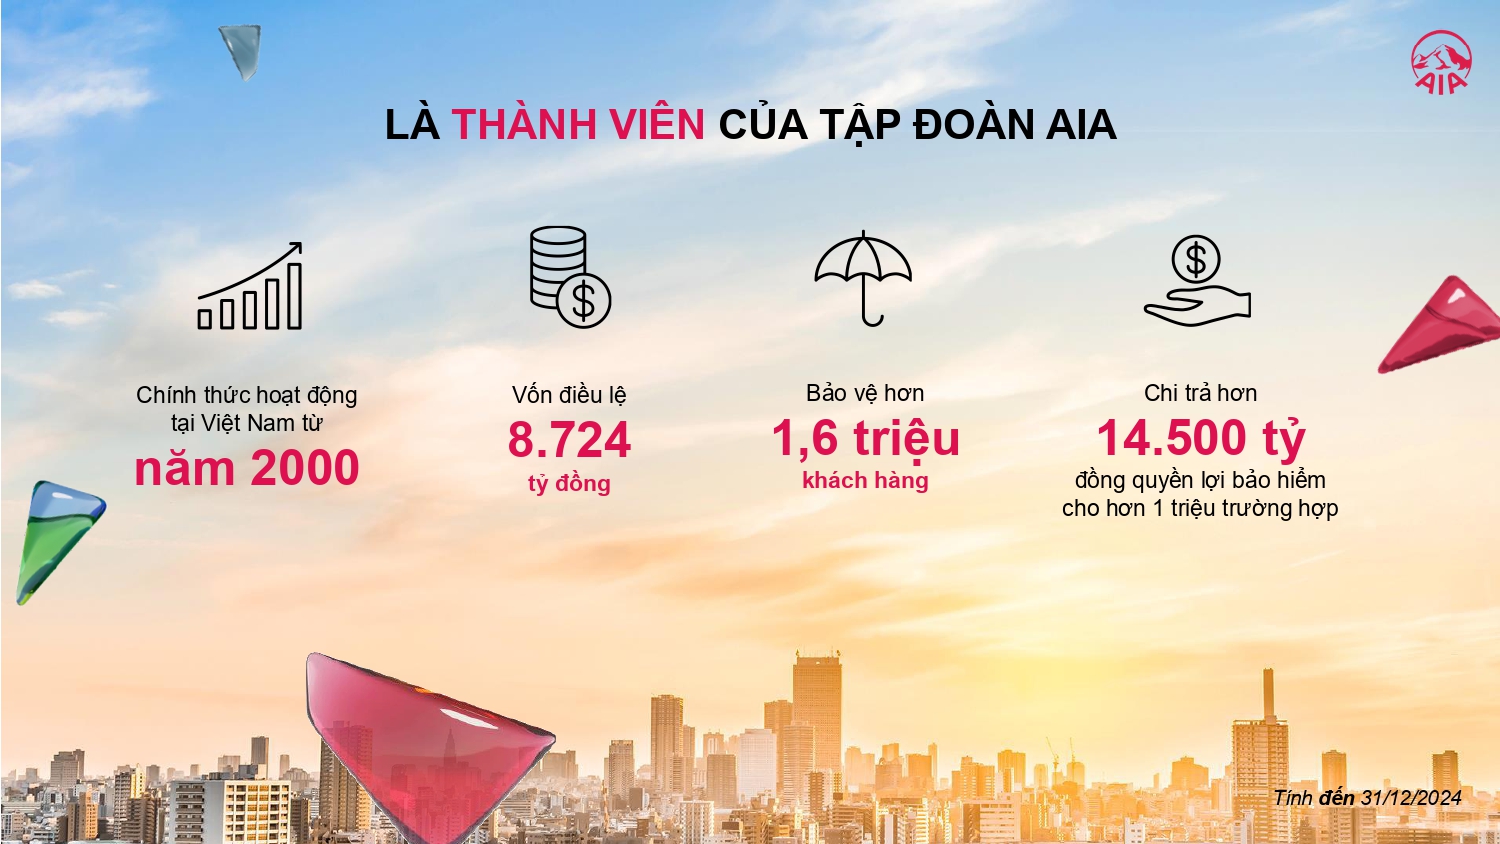 AIA
LÀ THÀNH VIÊN CỦA TẬP ĐOÀN AIA
Chính thức hoạt động
tại Việt Nam từ
năm 2000
Vốn điều lệ
8.724
tỷ đồng
Bảo vệ hơn
1,6 triệu
khách hàng
Chi trả hơn
14.500 tỷ
đồng quyền lợi bảo hiểm
cho hơn 1 triệu trường hợp
Tính đến 31/12/2024